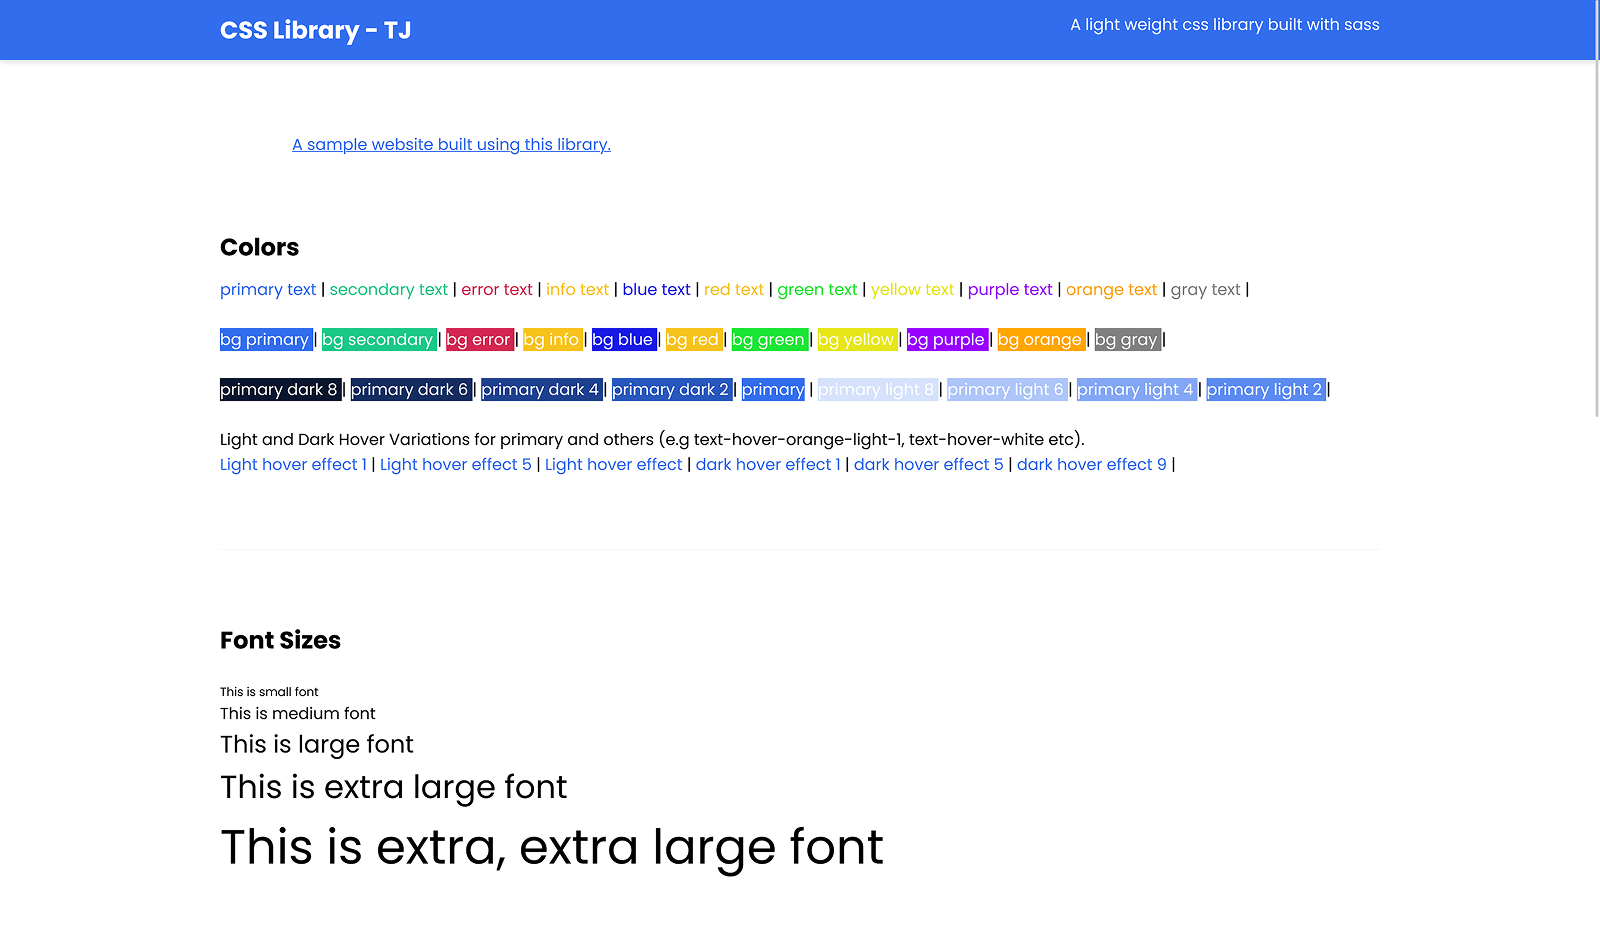 CSS Library - TJ
A light weight css library built with sass
A sample website built using this library.
Colors
primary text | secondary text | error text | info text | blue text | red text | green text | yellow text | purple text | orange text | gray text |
bg primary | bg secondary | bg error | bg info | bg blue | bg red | bg green | bg yellow | bg purple | bg orange | bg gray |
primary dark 8 | primary dark 6 | primary dark 4 | primary dark 2 | primary | primary light 8 | primary light 6 | primary light 4 | primary light 2 |
Light and Dark Hover Variations for primary and others (e.g text-hover-orange-light-1, text-hover-white etc).
Light hover effect 1 | Light hover effect 5 | Light hover effect | dark hover effect 1 | dark hover effect 5 | dark hover effect 9 |
Font Sizes
This is small font
This is medium font
This is large font
This is extra large font
This is extra, extra large font